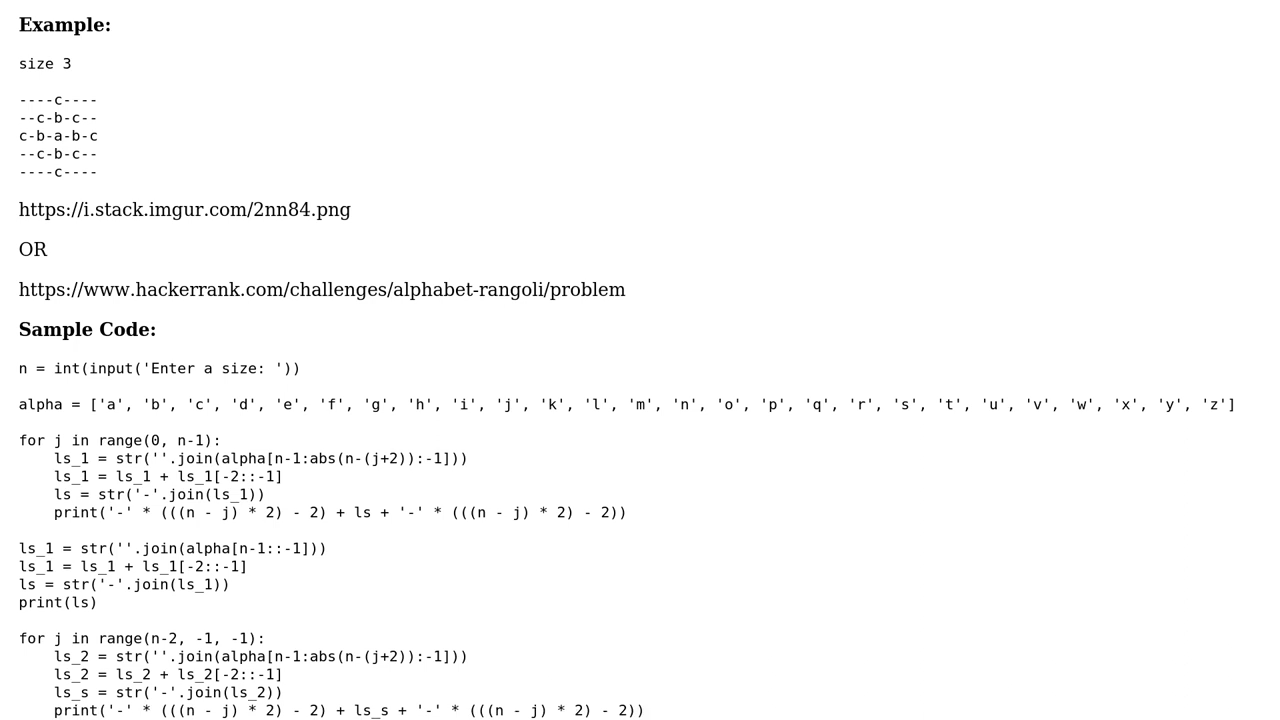 Example:
size 3
----c----
--c-b-c--
c-b-a-b-c
--c-b-c--
----c----
https://i.stack.imgur.com/2nn84.png
OR
https://www.hackerrank.com/challenges/alphabet-rangoli/problem
Sample Code:
n = int(input('Enter a size: '))
alpha = ['a', 'b', 'c', 'd', 'e', 'f', 'g', 'h', 'i', 'j', 'k', 'l', 'm', 'n', 'o', 'p', 'q', 'r', 's', 't', 'u', 'v', 'w', 'x', 'y', 'z']
for j in range(0, n-1):
    ls_1 = str(''.join(alpha[n-1:abs(n-(j+2)):-1]))
    ls_1 = ls_1 + ls_1[-2::-1]
    ls = str('-'.join(ls_1))
    print('-' * (((n - j) * 2) - 2) + ls + '-' * (((n - j) * 2) - 2))
ls_1 = str(''.join(alpha[n-1::-1]))
ls_1 = ls_1 + ls_1[-2::-1]
ls = str('-'.join(ls_1))
print(ls)
for j in range(n-2, -1, -1):
    ls_2 = str(''.join(alpha[n-1:abs(n-(j+2)):-1]))
    ls_2 = ls_2 + ls_2[-2::-1]
    ls_s = str('-'.join(ls_2))
    print('-' * (((n - j) * 2) - 2) + ls_s + '-' * (((n - j) * 2) - 2))